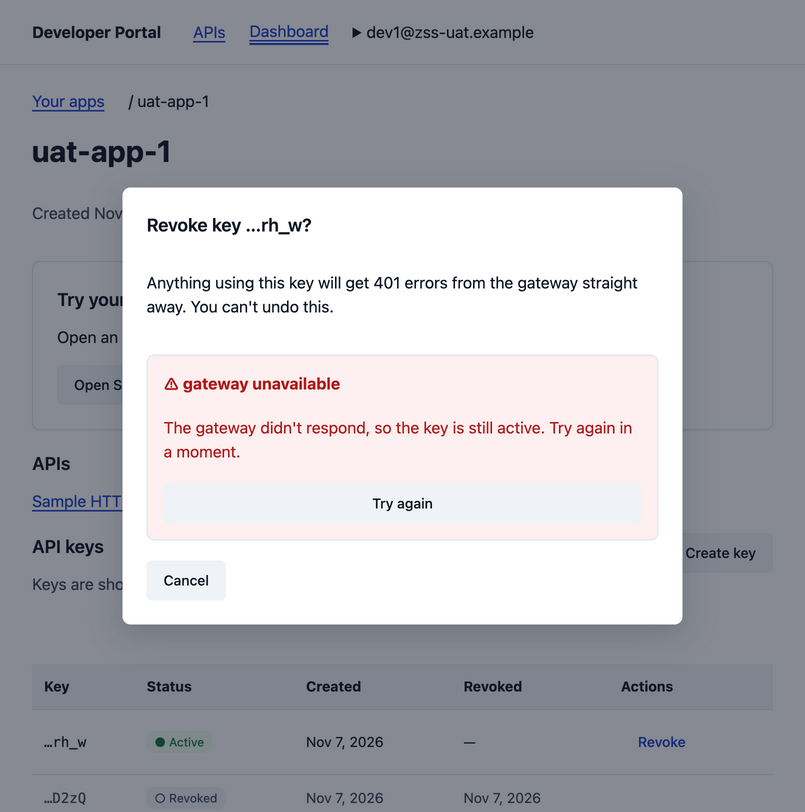 Developer Portal APIs Dashboard ▶ dev1@zss-uat.example
Your apps / uat-app-1
uat-app-1
Created Nov
Try your
Open an
Open S
Revoke key ...rh_w?
Anything using this key will get 401 errors from the gateway straight
away. You can't undo this.
⚠ gateway unavailable
The gateway didn't respond, so the key is still active. Try again in
a moment.
Try again
Cancel
APIs
Sample HTT
API keys
Create key
Keys are sho
Key Status Created Revoked Actions
…rh_w Active Nov 7, 2026 — Revoke
…D2zQ Revoked Nov 7, 2026 Nov 7, 2026